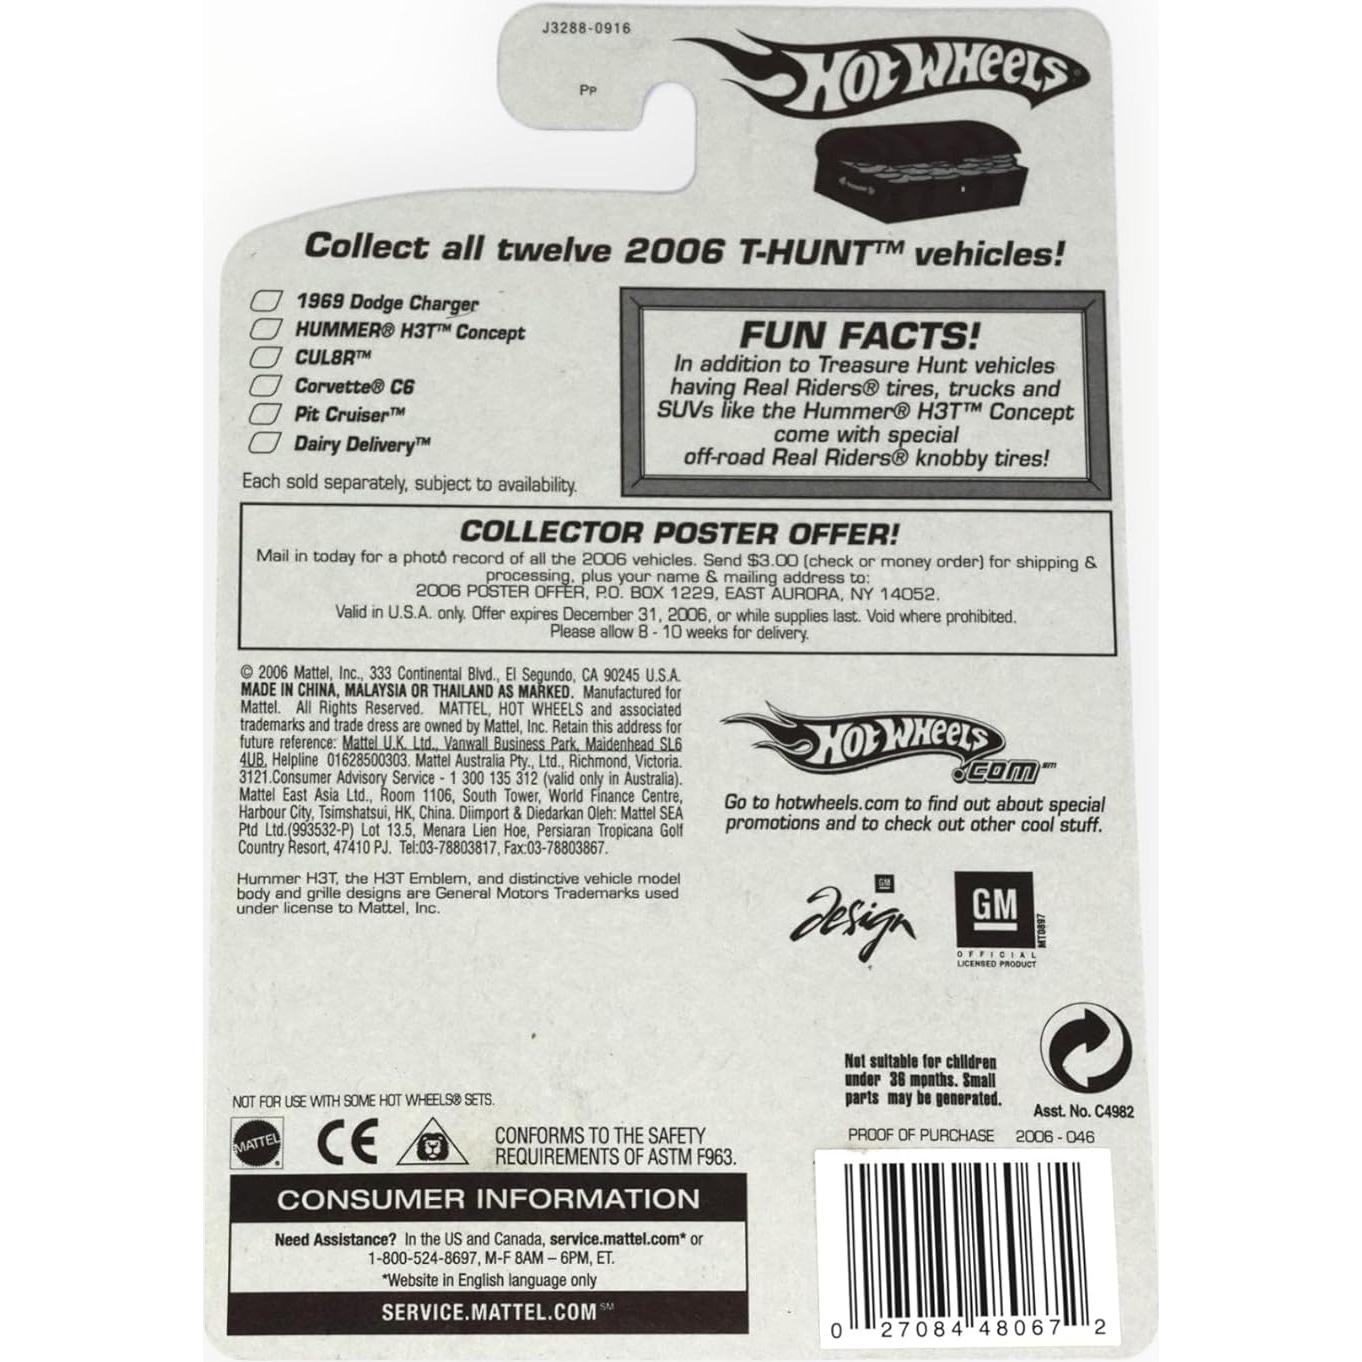 J3288-0916
PP
HOT WHEELS
Collect all twelve 2006 T-HUNT™ vehicles!
1969 Dodge Charger
HUMMER® H3T™ Concept
CUL8R™
Corvette® C6
Pit Cruiser™
Dairy Delivery™
Each sold separately, subject to availability.
FUN FACTS!
In addition to Treasure Hunt vehicles
having Real Riders® tires, trucks and
SUVs like the Hummer® H3T™ Concept
come with special
off-road Real Riders® knobby tires!
COLLECTOR POSTER OFFER!
Mail in today for a photo record of all the 2006 vehicles. Send $3.00 (check or money order) for shipping &
processing, plus your name & mailing address to:
2006 POSTER OFFER, P.O. BOX 1229, EAST AURORA, NY 14052.
Valid in U.S.A. only. Offer expires December 31, 2006, or while supplies last. Void where prohibited.
Please allow 8 - 10 weeks for delivery.
© 2006 Mattel, Inc., 333 Continental Blvd., El Segundo, CA 90245 U.S.A.
MADE IN CHINA, MALAYSIA OR THAILAND AS MARKED. Manufactured for
Mattel. All Rights Reserved. MATTEL, HOT WHEELS and associated
trademarks and trade dress are owned by Mattel, Inc. Retain this address for
future reference: Mattel U.K. Ltd., Vanwall Business Park, Maidenhead SL6
4UB. Helpline 01628500303. Mattel Australia Pty., Ltd., Richmond, Victoria.
3121.Consumer Advisory Service - 1 300 135 312 (valid only in Australia).
Mattel East Asia Ltd., Room 1106, South Tower, World Finance Centre,
Harbour City, Tsimshatsui, HK, China. Diimport & Diedarkan Oleh: Mattel SEA
Ptd Ltd.(993532-P) Lot 13.5, Menara Lien Hoe, Persiaran Tropicana Golf
Country Resort, 47410 PJ. Tel:03-78803817, Fax:03-78803867.
Hummer H3T, the H3T Emblem, and distinctive vehicle model
body and grille designs are General Motors Trademarks used
under license to Mattel, Inc.
HOT WHEELS
.COM℠
Go to hotwheels.com to find out about special
promotions and to check out other cool stuff.
GM
Design
GM
MT0897
OFFICIAL
LICENSED PRODUCT
Not suitable for children
under 36 months. Small
parts may be generated.
Asst. No. C4982
PROOF OF PURCHASE 2006 - 046
NOT FOR USE WITH SOME HOT WHEELS® SETS.
MATTEL
CE
CONFORMS TO THE SAFETY
REQUIREMENTS OF ASTM F963.
CONSUMER INFORMATION
Need Assistance? In the US and Canada, service.mattel.com* or
1-800-524-8697, M-F 8AM – 6PM, ET.
*Website in English language only
SERVICE.MATTEL.COM℠
0 27084 48067 2